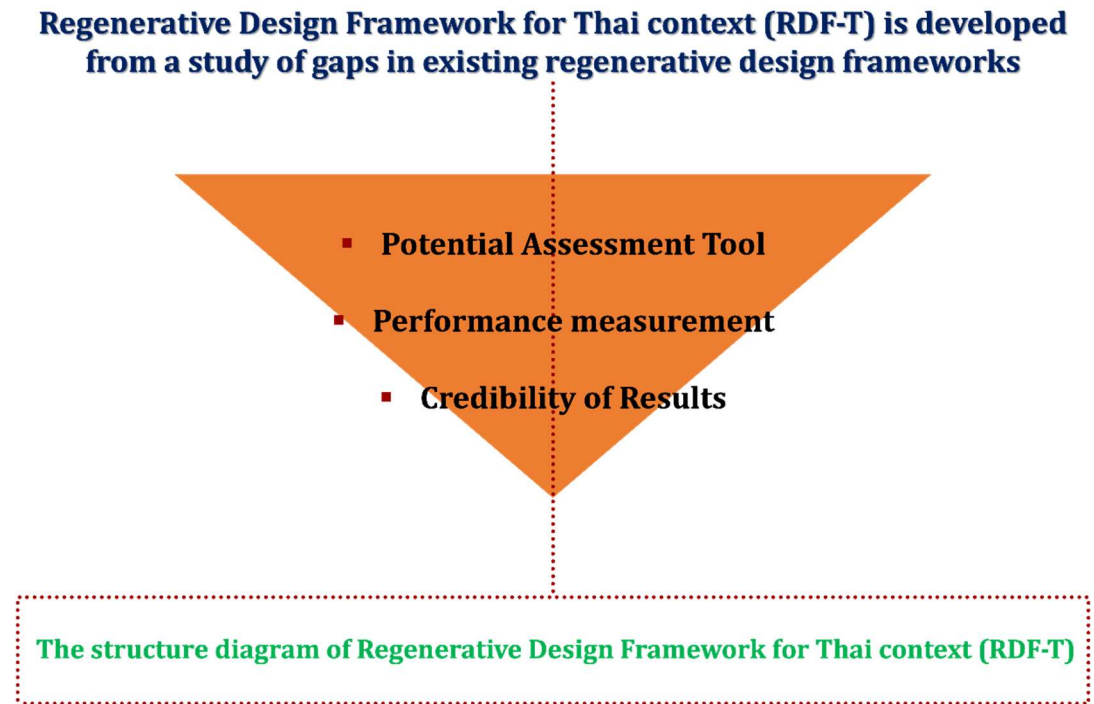 Regenerative Design Framework for Thai context (RDF-T) is developed
from a study of gaps in existing regenerative design frameworks
▪ Potential Assessment Tool
▪ Performance measurement
▪ Credibility of Results
The structure diagram of Regenerative Design Framework for Thai context (RDF-T)